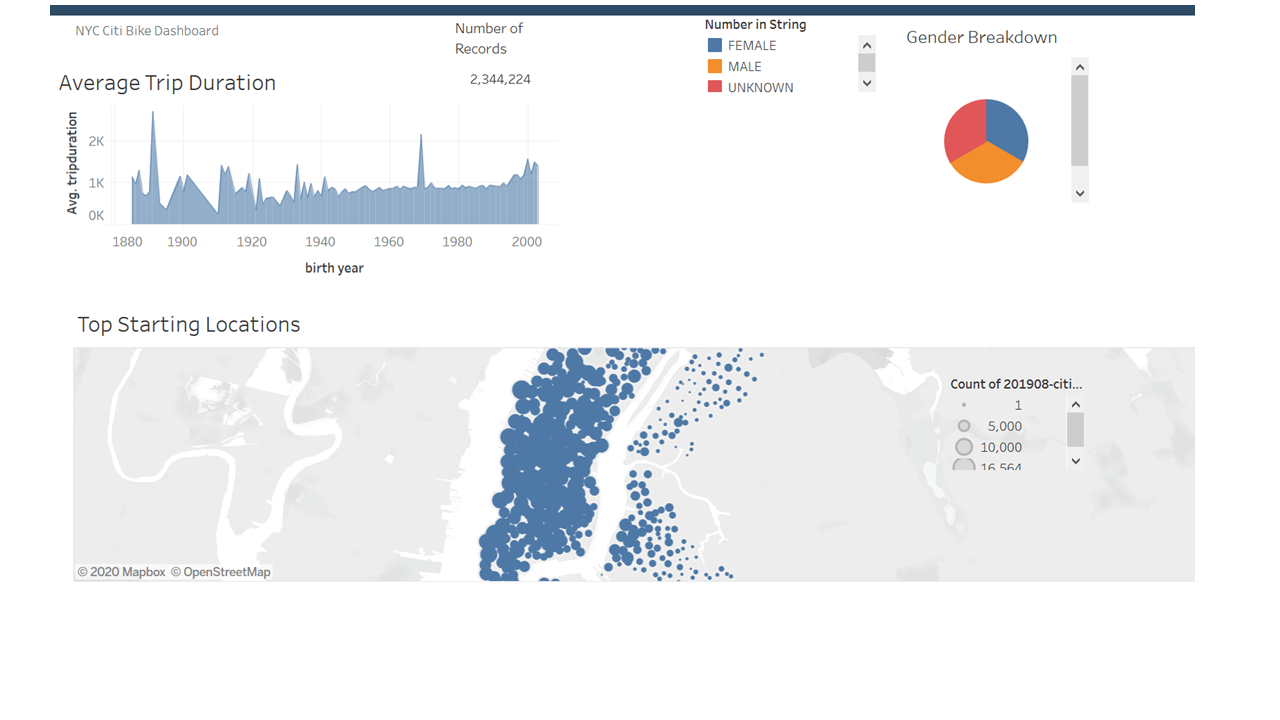 NYC Citi Bike Dashboard
Number of
Records
2,344,224
Number in String
FEMALE
MALE
UNKNOWN
Gender Breakdown
Average Trip Duration
Avg. tripduration
2K
1K
0K
1880 1900 1920 1940 1960 1980 2000
birth year
Top Starting Locations
Count of 201908-citi...
1
5,000
10,000
16,564
© 2020 Mapbox © OpenStreetMap